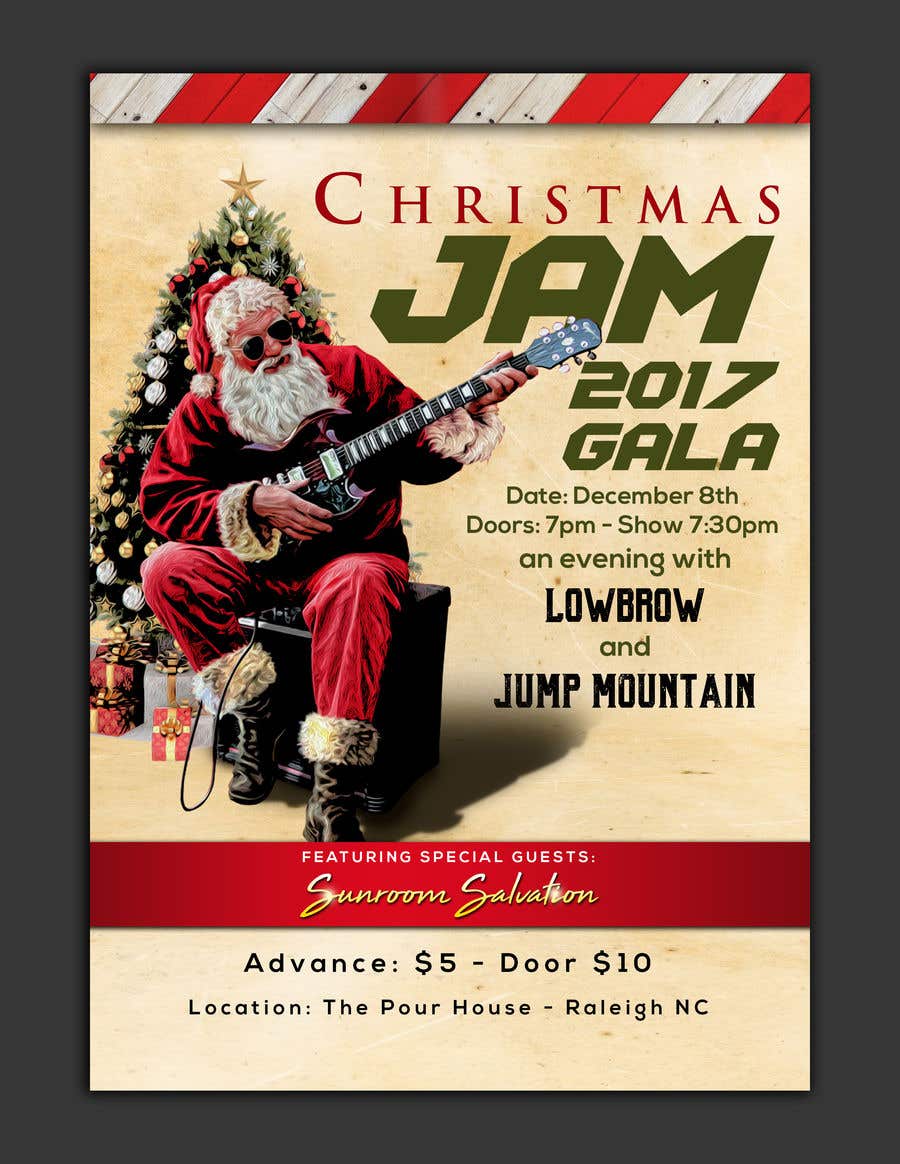 CHRISTMAS
JAM
2017
GALA
Date: December 8th
Doors: 7pm - Show 7:30pm
an evening with
LOWBROW
and
JUMP MOUNTAIN
FEATURING SPECIAL GUESTS:
Sunroom Salvation
Advance: $5 - Door $10
Location: The Pour House - Raleigh NC